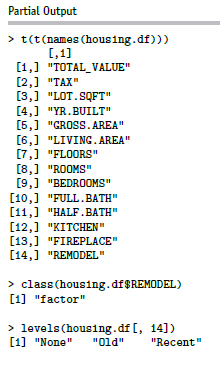 Partial Output
> t(t(names(housing.df)))
[,1]
[1,] "TOTAL_VALUE"
[2,] "TAX"
[3,] "LOT.SQFT"
[4,] "YR.BUILT"
[5,] "GROSS.AREA"
[6,] "LIVING.AREA"
[7,] "FLOORS"
[8,] "ROOMS"
[9,] "BEDROOMS"
[10,] "FULL.BATH"
[11,] "HALF.BATH"
[12,] "KITCHEN"
[13,] "FIREPLACE"
[14,] "REMODEL"
> class(housing.df$REMODEL)
[1] "factor"
> levels(housing.df[, 14])
[1] "None" "Old" "Recent"